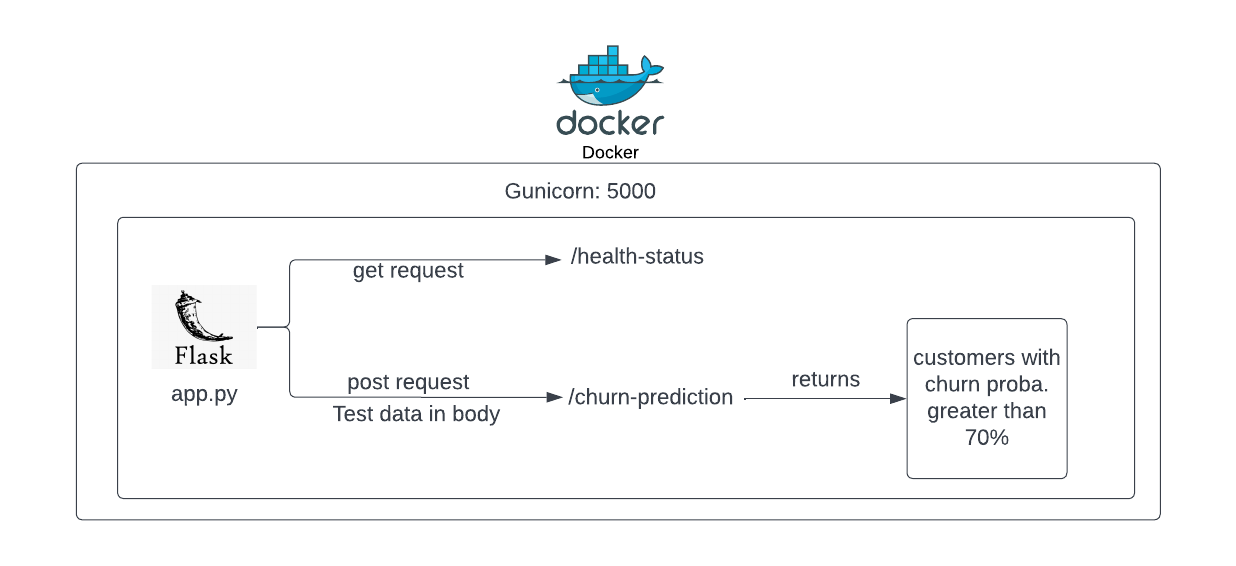 docker
Docker
Gunicorn: 5000
get request
/health-status
Flask
app.py
post request
Test data in body
/churn-prediction
returns
customers with
churn proba.
greater than
70%